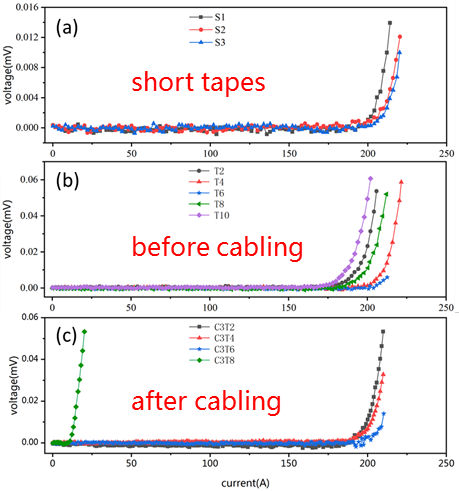 (a)
S1
S2
S3
short tapes
voltage(mV)
0.016
0.012
0.008
0.004
0.000
0 50 100 150 200 250
(b)
T2
T4
T6
T8
T10
before cabling
voltage(mV)
0.06
0.04
0.02
0.00
0 50 100 150 200 250
(c)
C3T2
C3T4
C3T6
C3T8
after cabling
voltage(mV)
0.06
0.04
0.02
0.00
0 50 100 150 200 250
current(A)